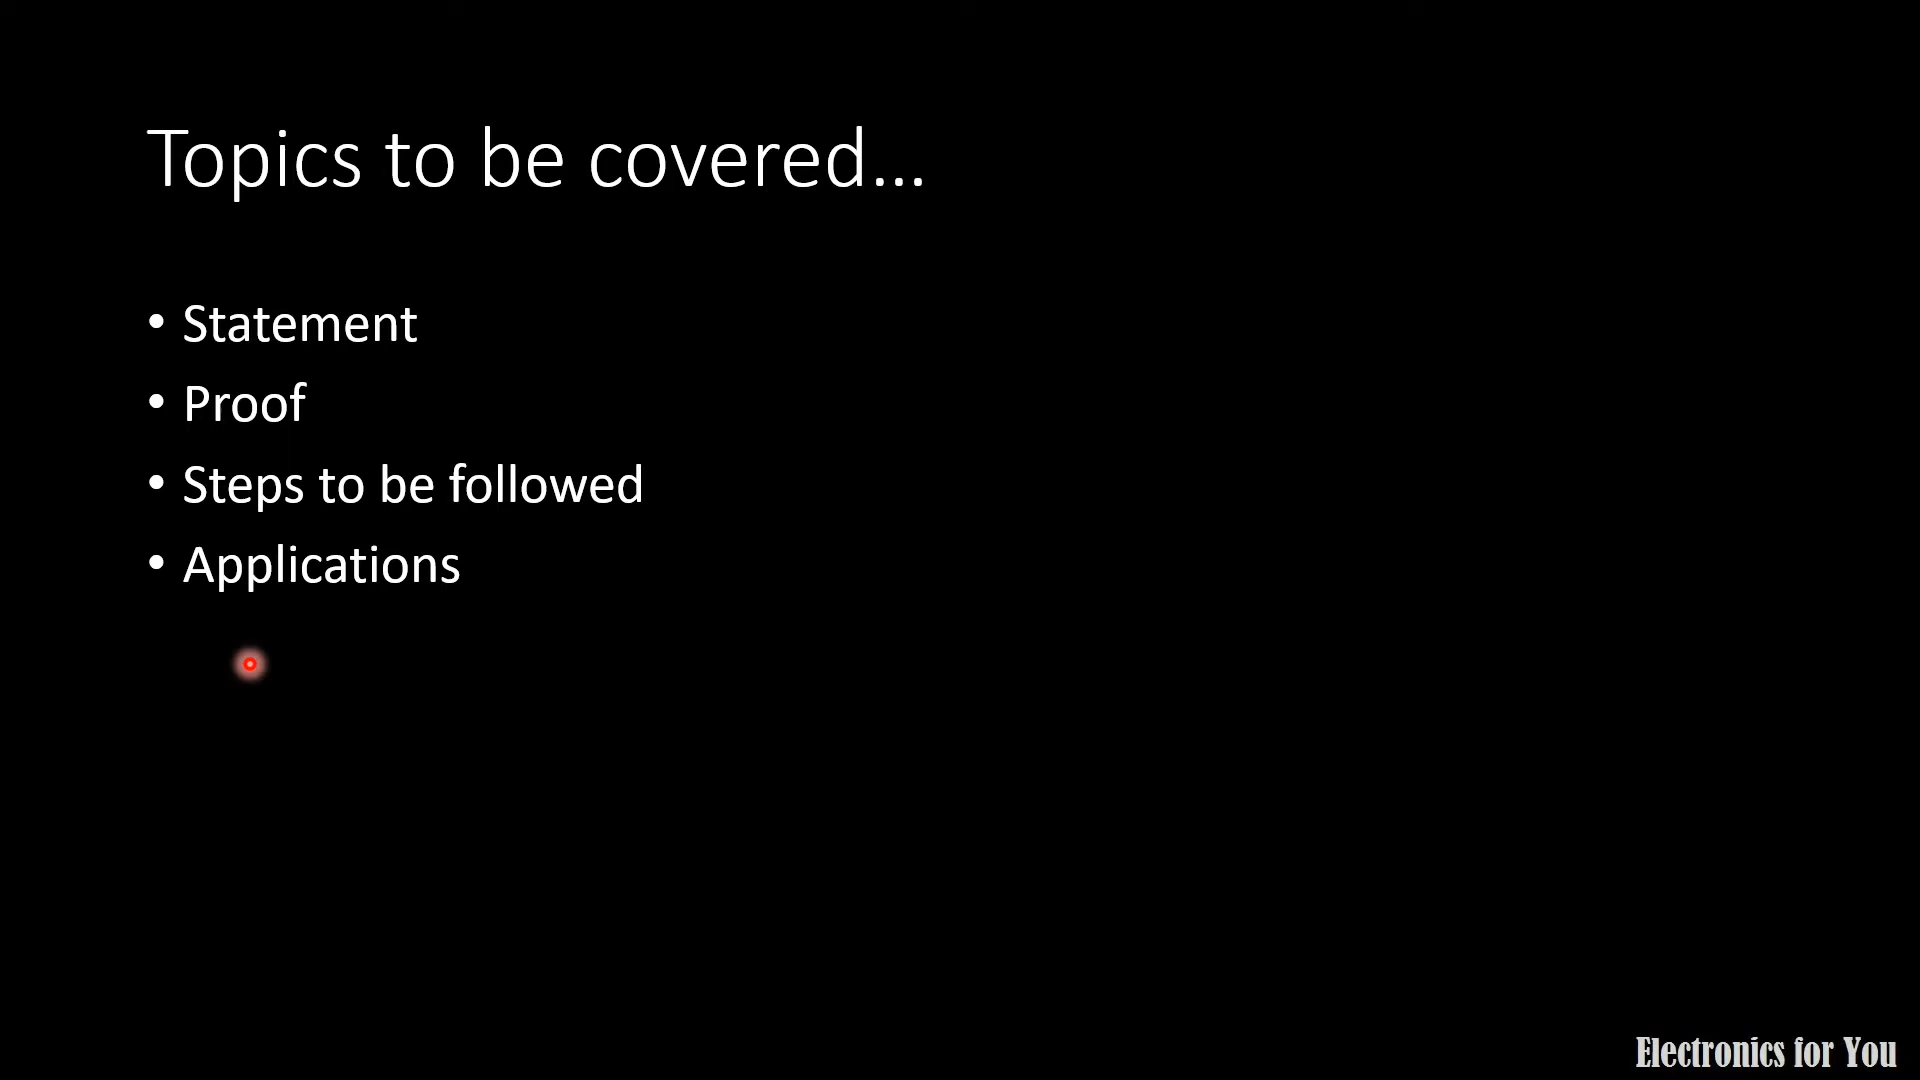 Topics to be covered...
• Statement
• Proof
• Steps to be followed
• Applications
Electronics for You